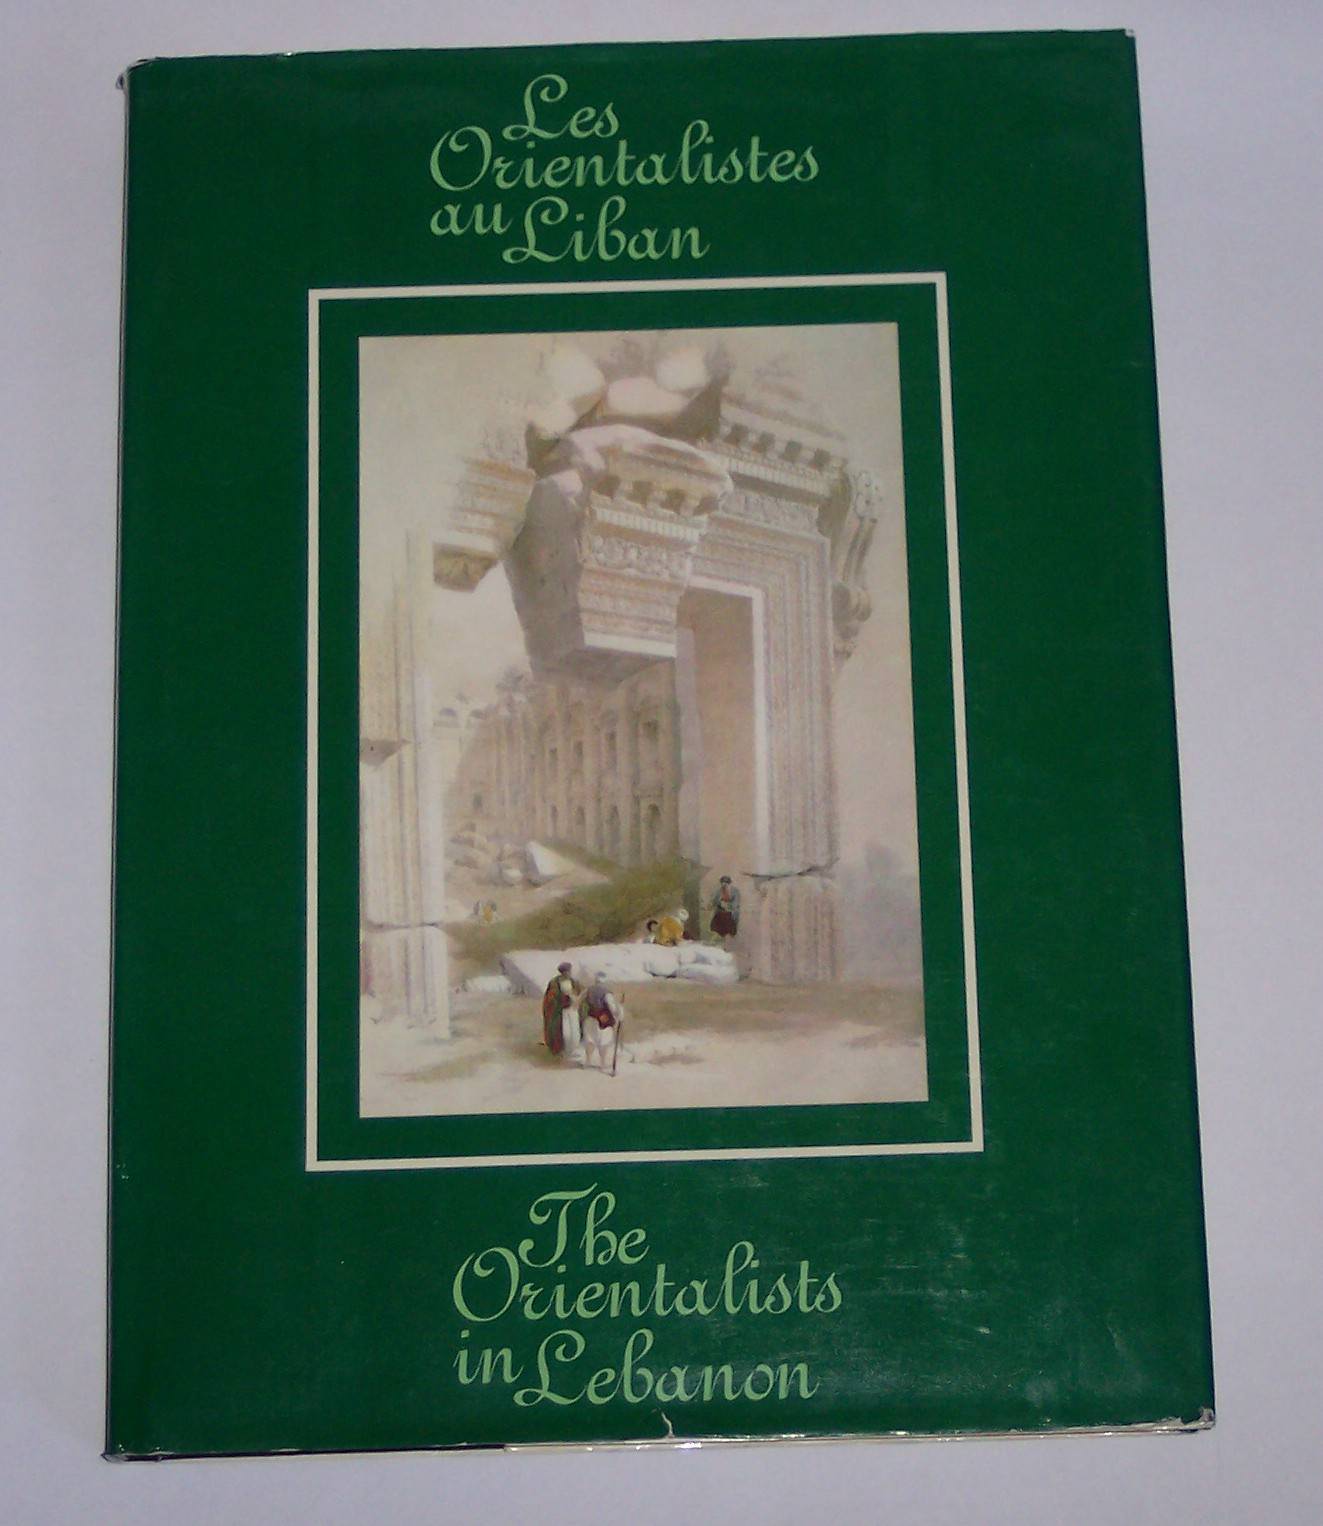 Les
Orientalistes
au Liban
The
Orientalists
in Lebanon